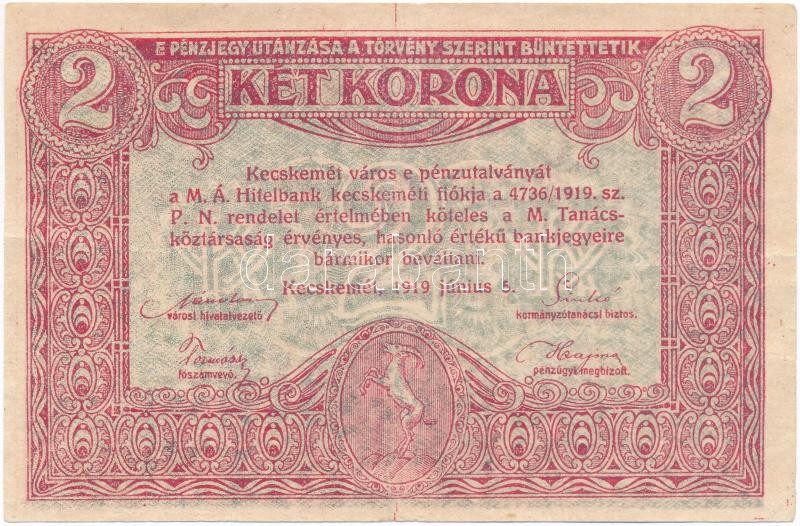 E PÉNZJEGY UTÁNZÁSA A TÖRVÉNY SZERINT BÜNTETTETIK
2 KÉT KORONA 2
Kecskemét város e pénzutalványát
a M. Á. Hitelbank kecskeméti fiókja a 4736/1919. sz.
P. N. rendelet értelmében köteles a M. Tanács-
köztársaság érvényes, hasonló értékű bankjegyeire
bármikor beváltani.
Kecskemét, 1919 június 5.
városi hivatalvezető kormányzótanácsi biztos.
főszámvevő. pénzügyi megbizott.
darabanth